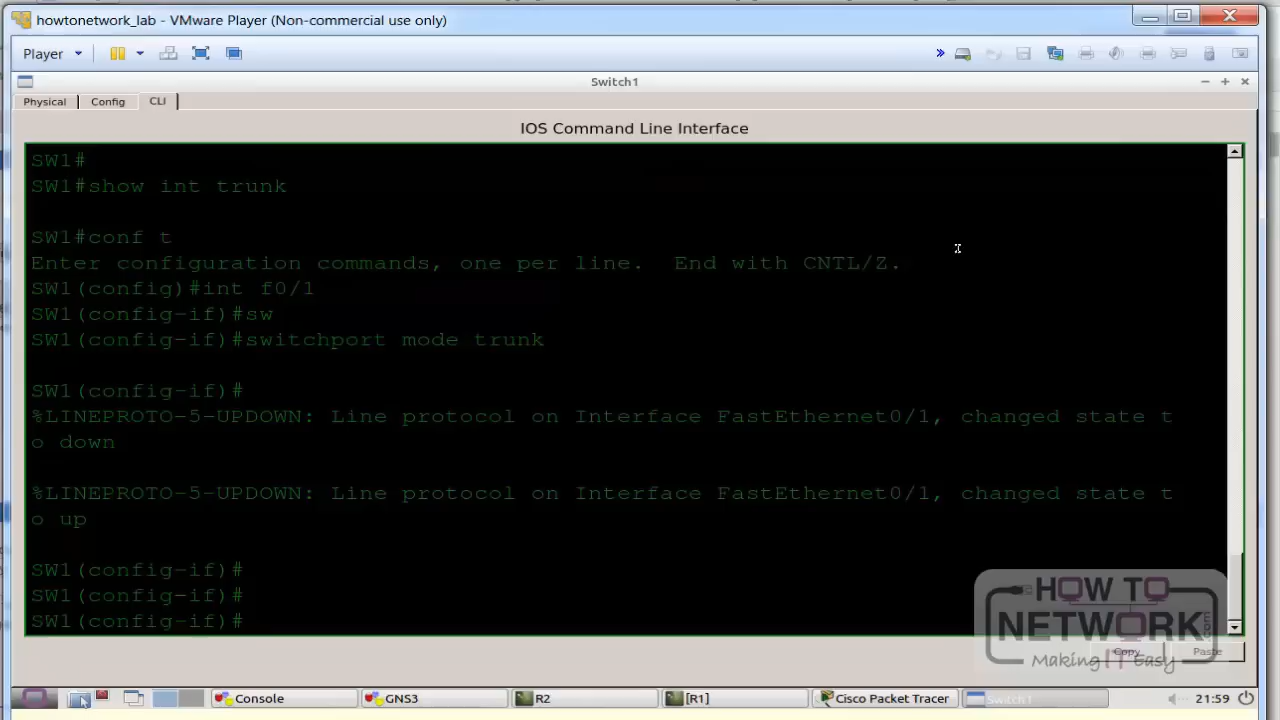 howtonetwork_lab - VMware Player (Non-commercial use only)
Player
Switch1
Physical
Config
CLI
IOS Command Line Interface
SW1#
SW1#show int trunk
SW1#conf t
Enter configuration commands, one per line.  End with CNTL/Z.
SW1(config)#int f0/1
SW1(config-if)#sw
SW1(config-if)#switchport mode trunk
SW1(config-if)#
%LINEPROTO-5-UPDOWN: Line protocol on Interface FastEthernet0/1, changed state t
o down
%LINEPROTO-5-UPDOWN: Line protocol on Interface FastEthernet0/1, changed state t
o up
SW1(config-if)#
SW1(config-if)#
SW1(config-if)#
HOW TO
NETWORK.com
Making IT Easy
Copy
Paste
Console
GNS3
R2
[R1]
Cisco Packet Tracer
Switch1
21:59